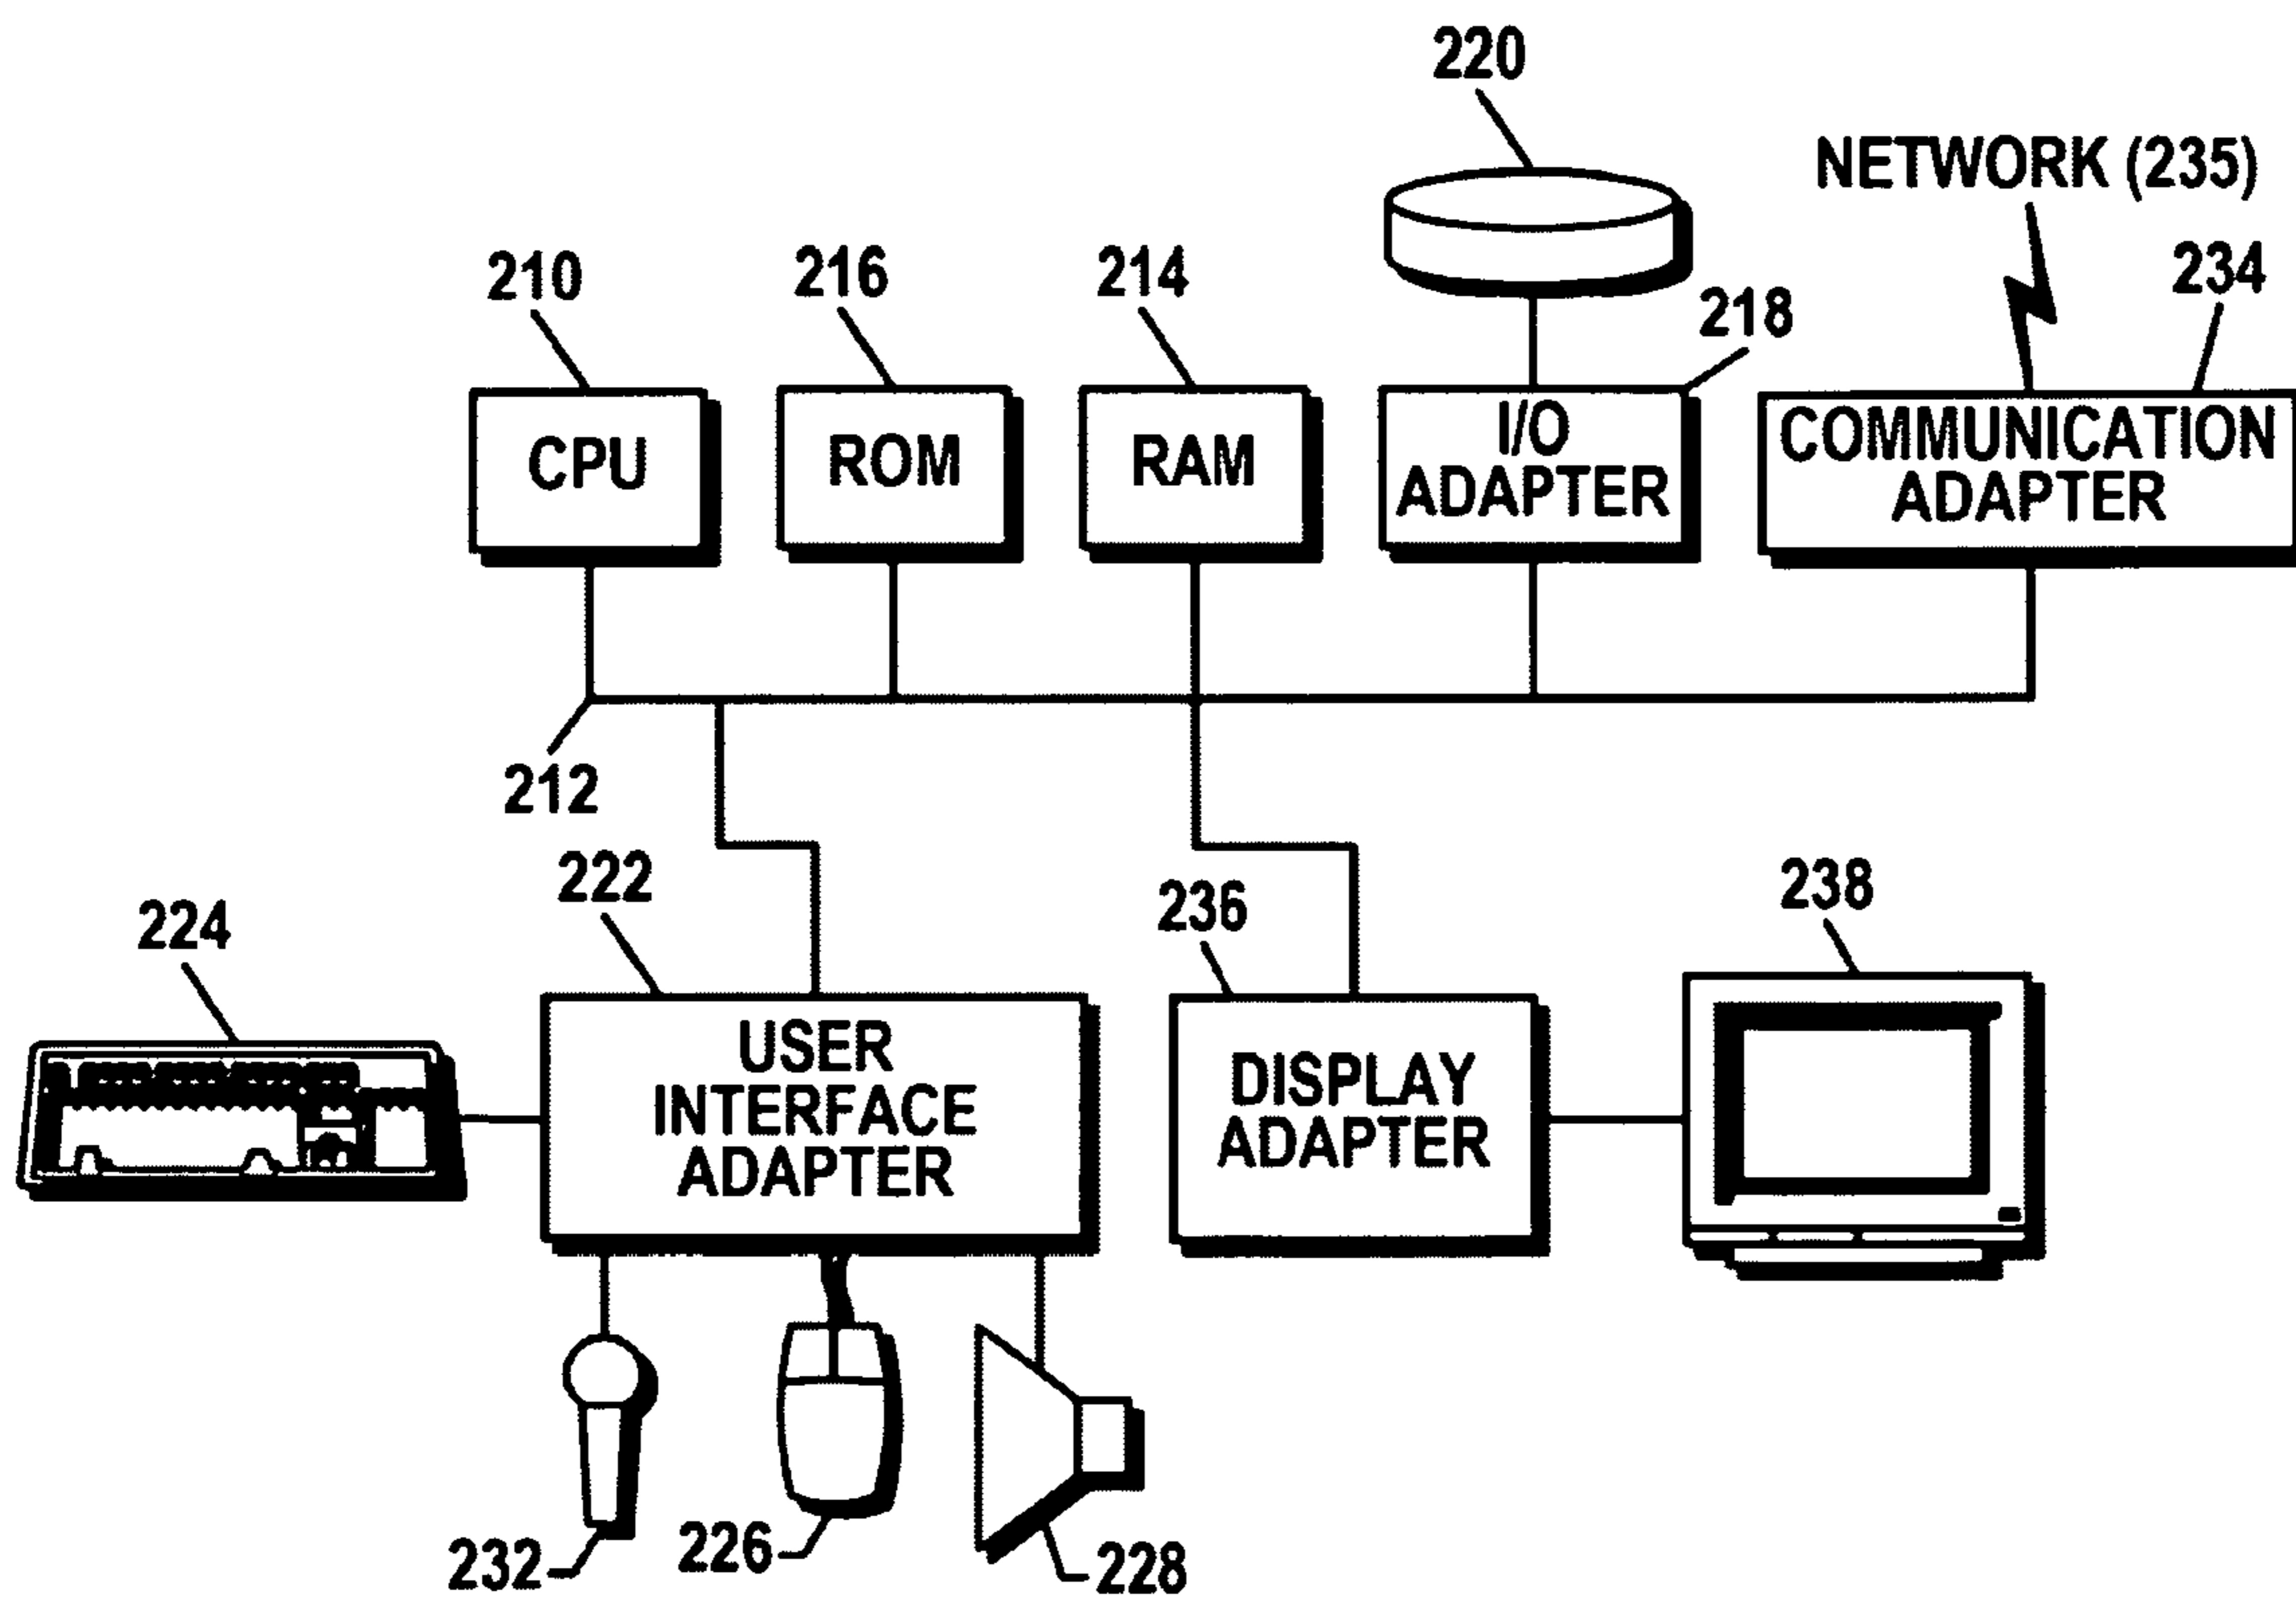 220
NETWORK (235)
210
216
214
218
234
CPU
ROM
RAM
I/O
ADAPTER
COMMUNICATION
ADAPTER
212
222
224
236
238
USER
INTERFACE
ADAPTER
DISPLAY
ADAPTER
232
226
228